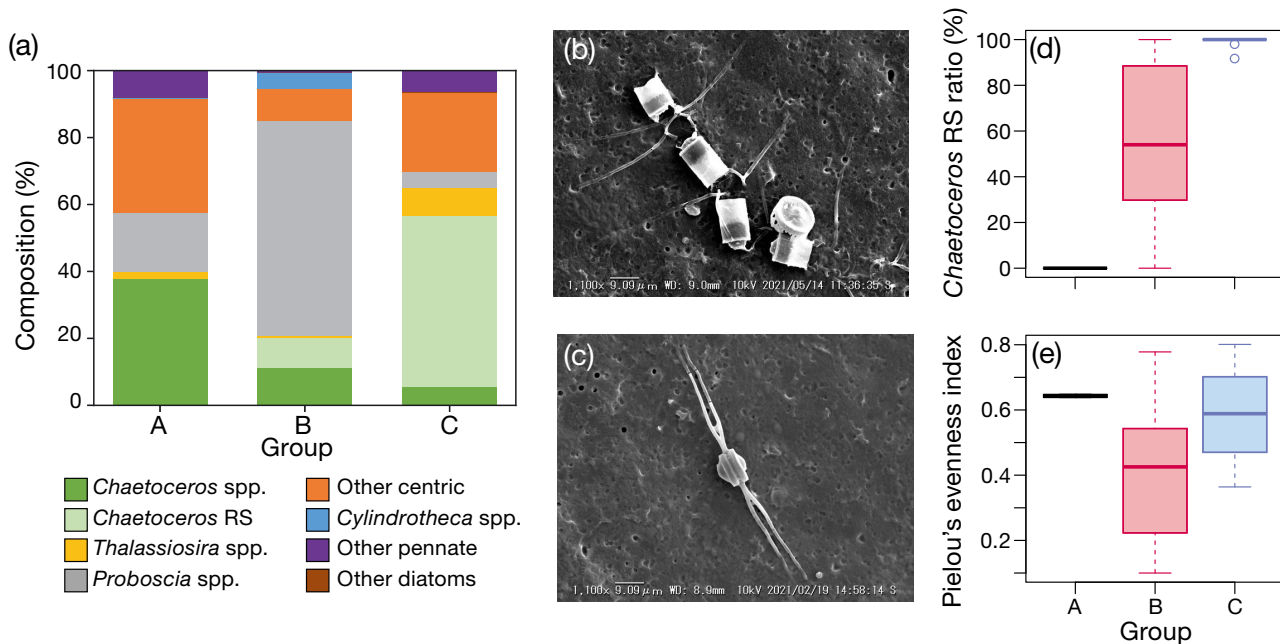 (a)
Composition (%)
100
80
60
40
20
0
A
B
C
Group
Chaetoceros spp.
Chaetoceros RS
Thalassiosira spp.
Proboscia spp.
Other centric
Cylindrotheca spp.
Other pennate
Other diatoms
(b)
1,100x 9.09μm WD: 9.0mm 10kV 2021/05/14 11:36:35 S
(c)
1,100x 9.09μm WD: 8.9mm 10kV 2021/02/19 14:58:14 S
(d)
Chaetoceros RS ratio (%)
100
80
60
40
20
0
(e)
Pielou's evenness index
0.8
0.6
0.4
0.2
A
B
C
Group